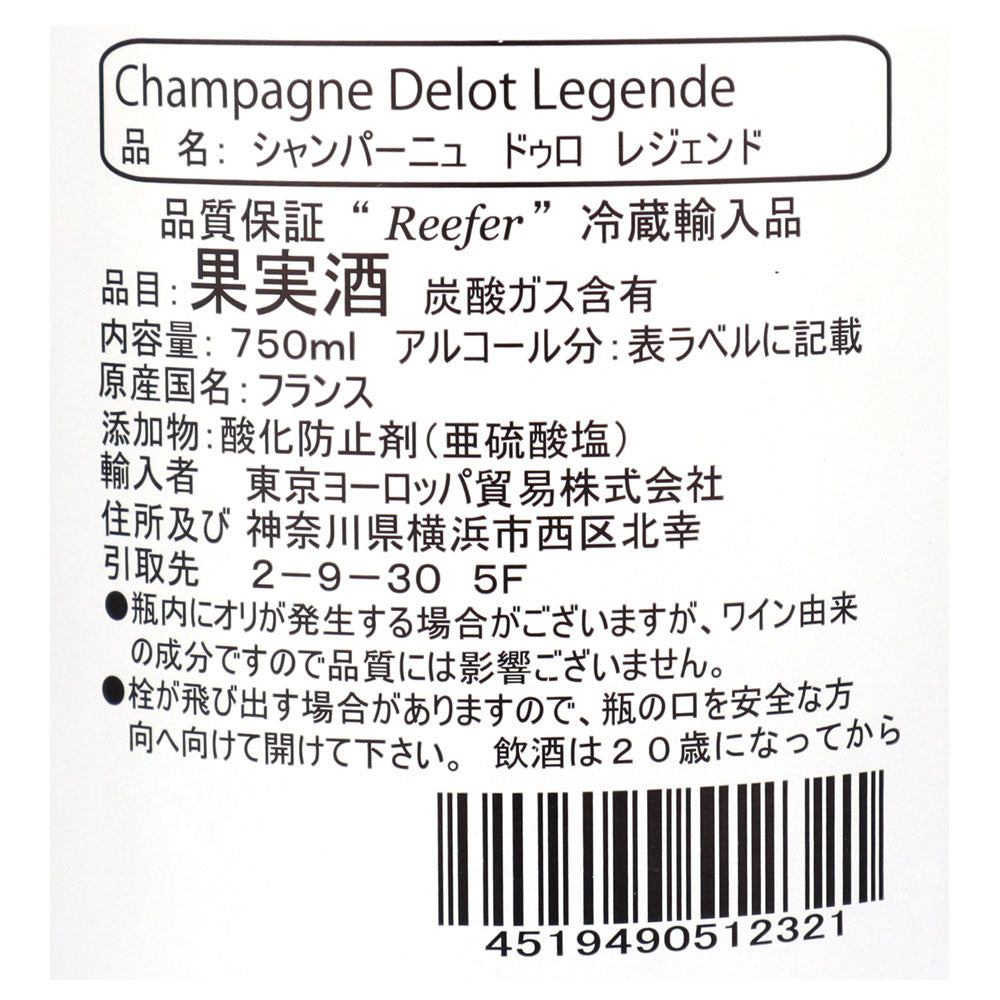 Champagne Delot Legende
品 名: シャンパーニュ ドゥロ レジェンド
品質保証 “ Reefer ” 冷蔵輸入品
品目: 果実酒 炭酸ガス含有
内容量: 750ml アルコール分:表ラベルに記載
原産国名:フランス
添加物:酸化防止剤(亜硫酸塩)
輸入者 東京ヨーロッパ貿易株式会社
住所及び 神奈川県横浜市西区北幸
引取先 2-9-30 5F
●瓶内にオリが発生する場合がございますが、ワイン由来
の成分ですので品質には影響ございません。
●栓が飛び出す場合がありますので、瓶の口を安全な方
向へ向けて開けて下さい。 飲酒は20歳になってから
4519490512321